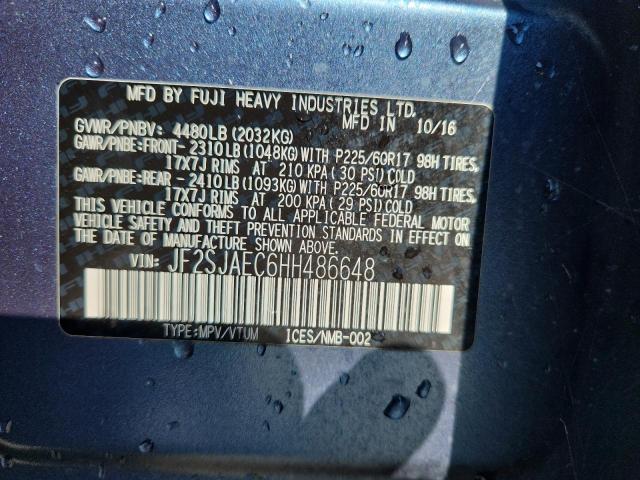 MFD BY FUJI HEAVY INDUSTRIES LTD.
MFD IN 10/16
GVWR/PNBV: 4480LB (2032KG)
GAWR/PNBE:FRONT- 2310LB (1048KG) WITH P225/60R17 98H TIRES,
17X7J RIMS AT 210 KPA (30 PSI) COLD
GAWR/PNBE:REAR - 2410LB (1093KG) WITH P225/60R17 98H TIRES,
17X7J RIMS AT 200 KPA (29 PSI) COLD
THIS VEHICLE CONFORMS TO ALL APPLICABLE FEDERAL MOTOR
VEHICLE SAFETY AND BUMPER STANDARDS IN EFFECT
ON THE DATE OF MANUFACTURE SHOWN ABOVE.
VIN: JF2SJAEC6HH486648
TYPE:MPV/VTUM ICES/NMB-002